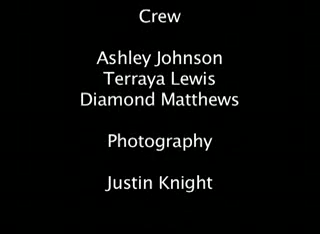 Crew
Ashley Johnson
Terraya Lewis
Diamond Matthews
Photography
Justin Knight